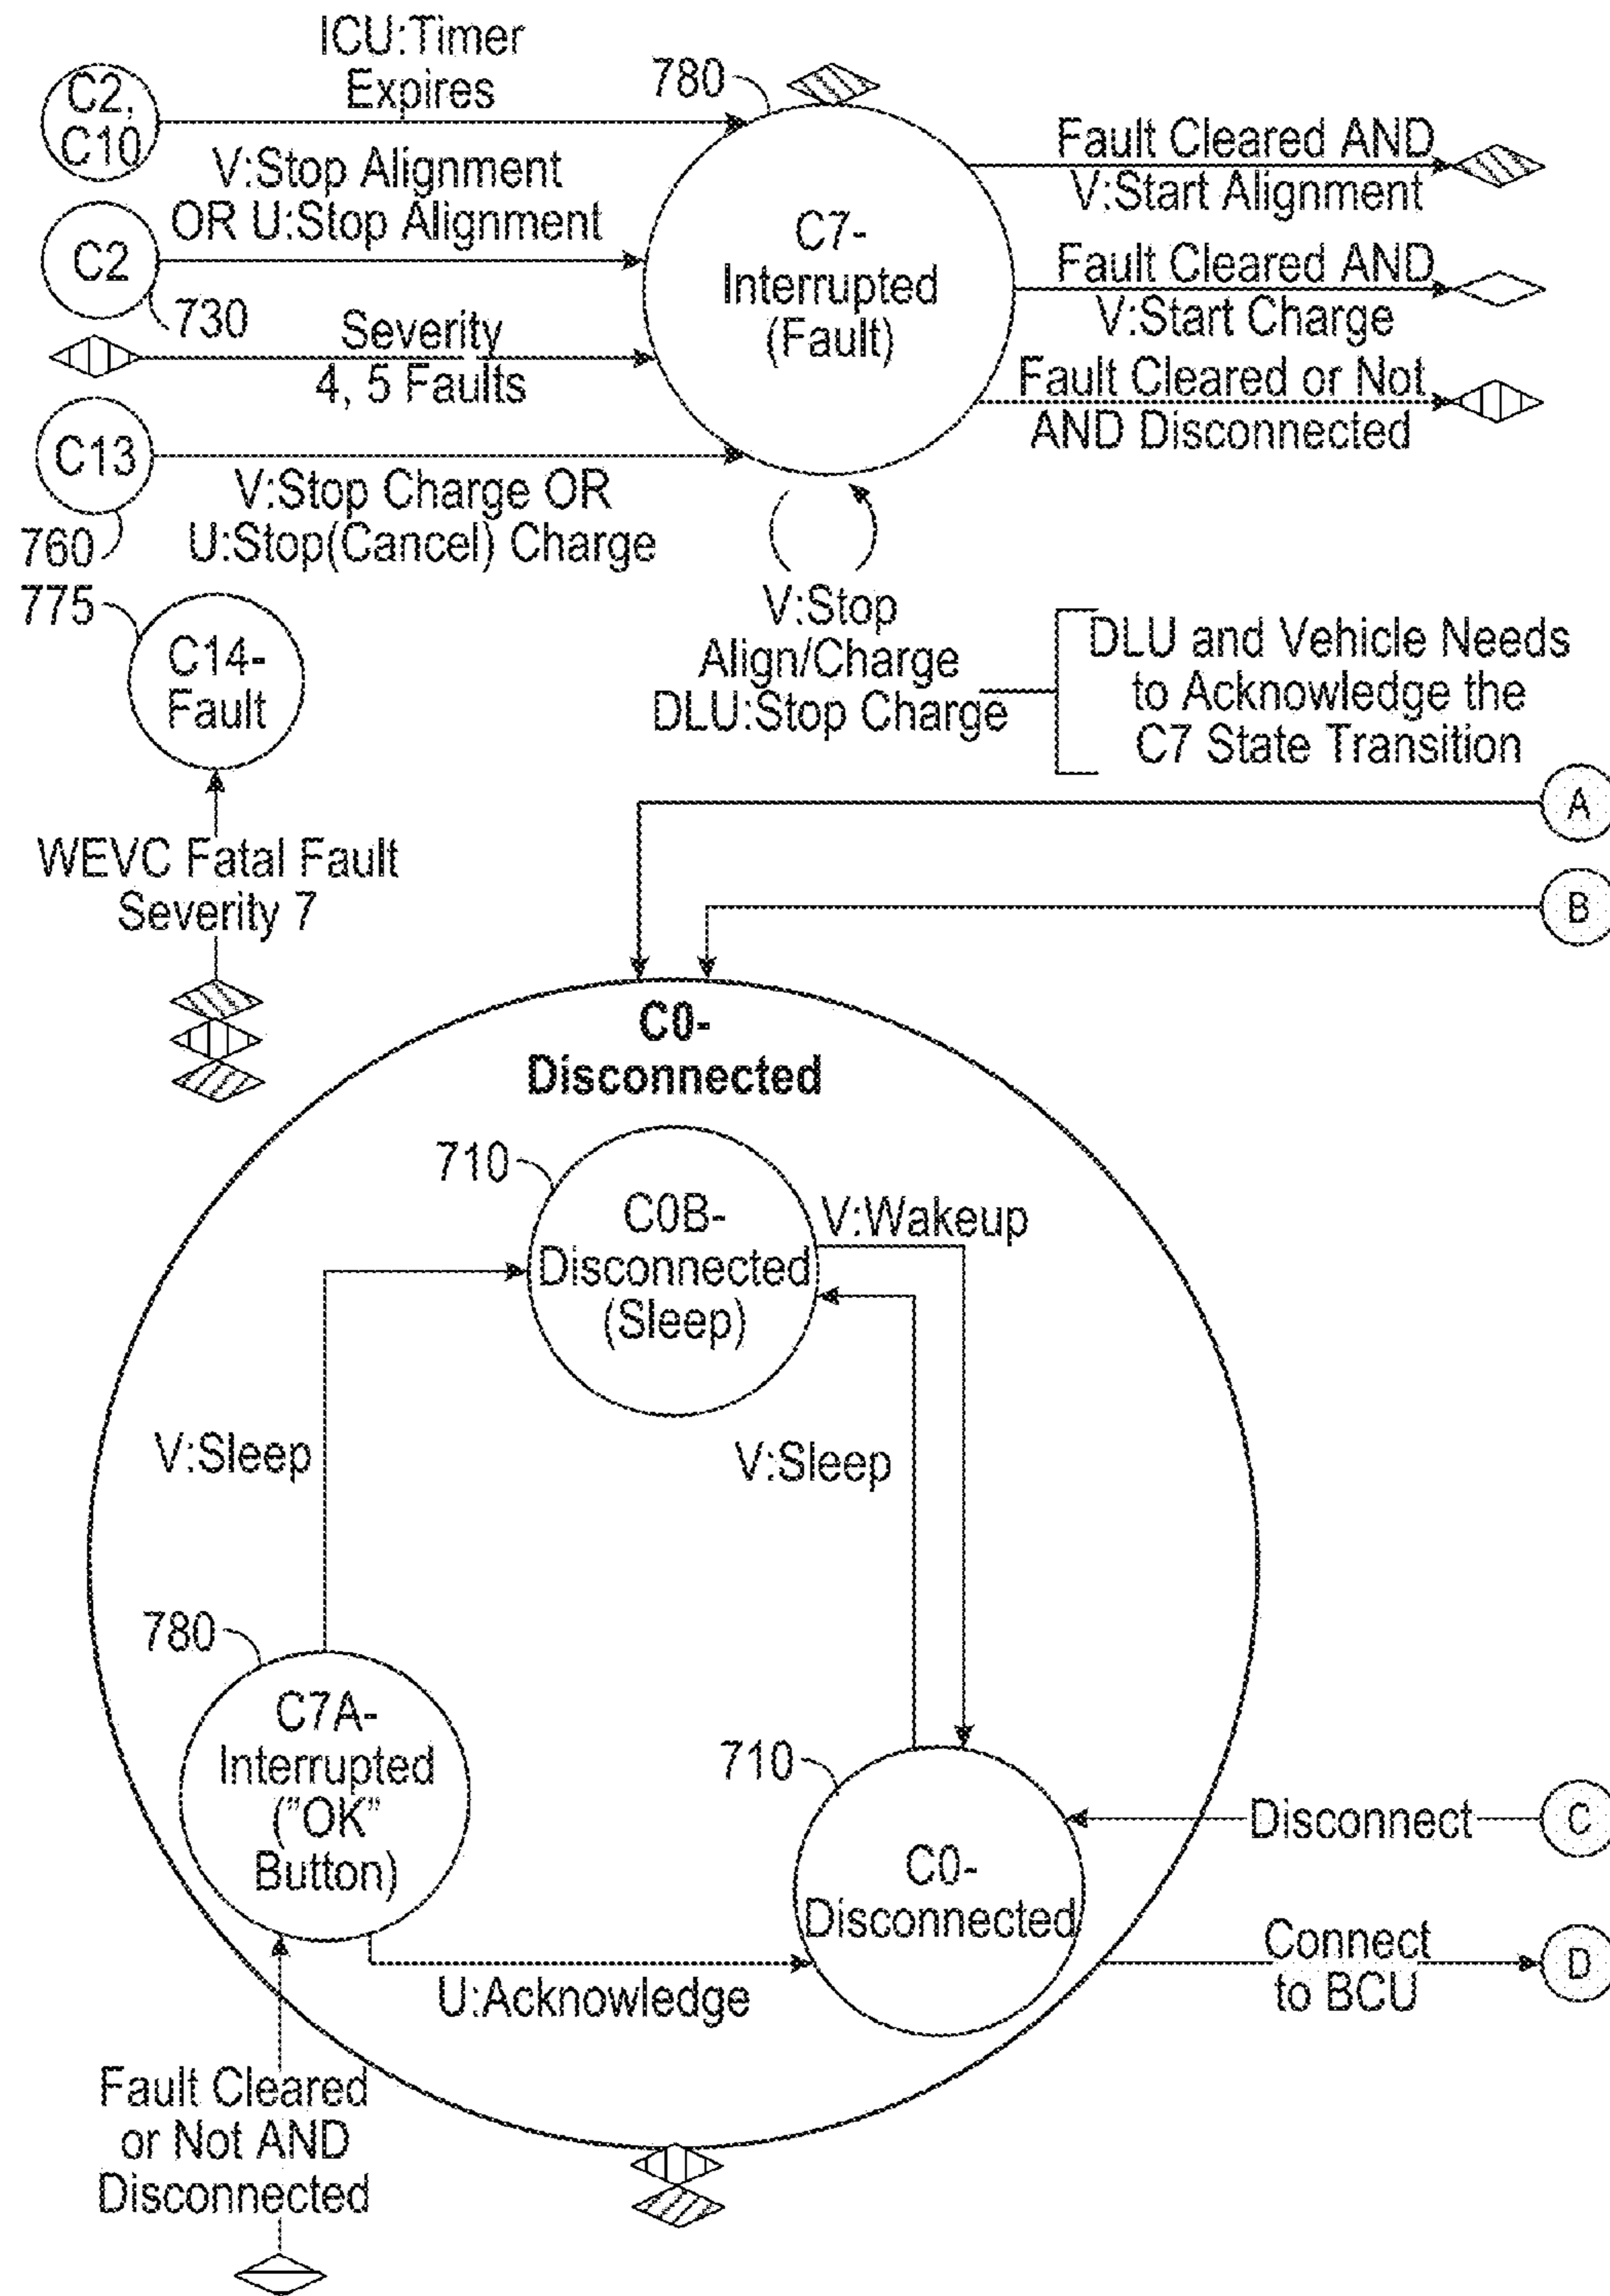 ICU:Timer
Expires
780
C2,
C10
Fault Cleared AND
V:Start Alignment
V:Stop Alignment
OR U:Stop Alignment
C2
730
C7-
Interrupted
(Fault)
Fault Cleared AND
V:Start Charge
Severity
4, 5 Faults
Fault Cleared or Not
AND Disconnected
C13
760
V:Stop Charge OR
U:Stop(Cancel) Charge
775
C14-
Fault
V:Stop
Align/Charge
DLU:Stop Charge
DLU and Vehicle Needs
to Acknowledge the
C7 State Transition
A
WEVC Fatal Fault
Severity 7
B
C0-
Disconnected
710
C0B-
Disconnected
(Sleep)
V:Wakeup
V:Sleep
V:Sleep
780
C7A-
Interrupted
("OK"
Button)
710
C0-
Disconnected
Disconnect
C
U:Acknowledge
Connect
to BCU
D
Fault Cleared
or Not AND
Disconnected